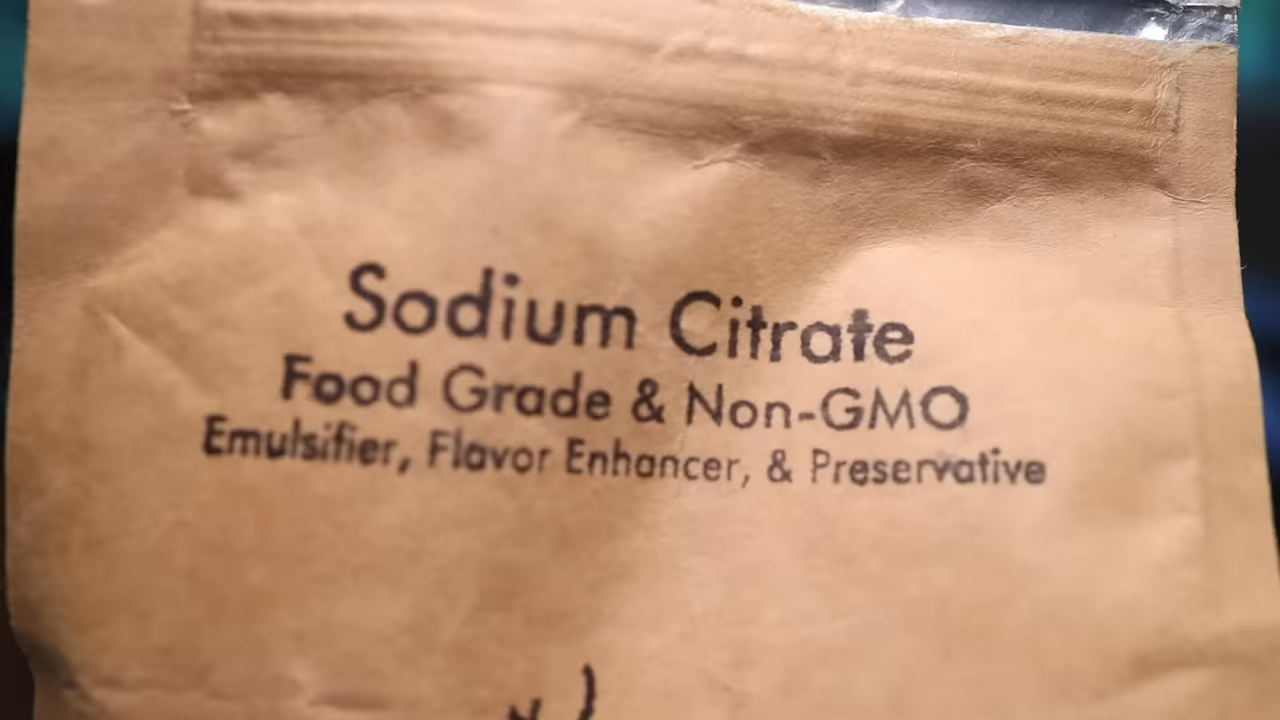 Sodium Citrate
Food Grade & Non-GMO
Emulsifier, Flavor Enhancer, & Preservative